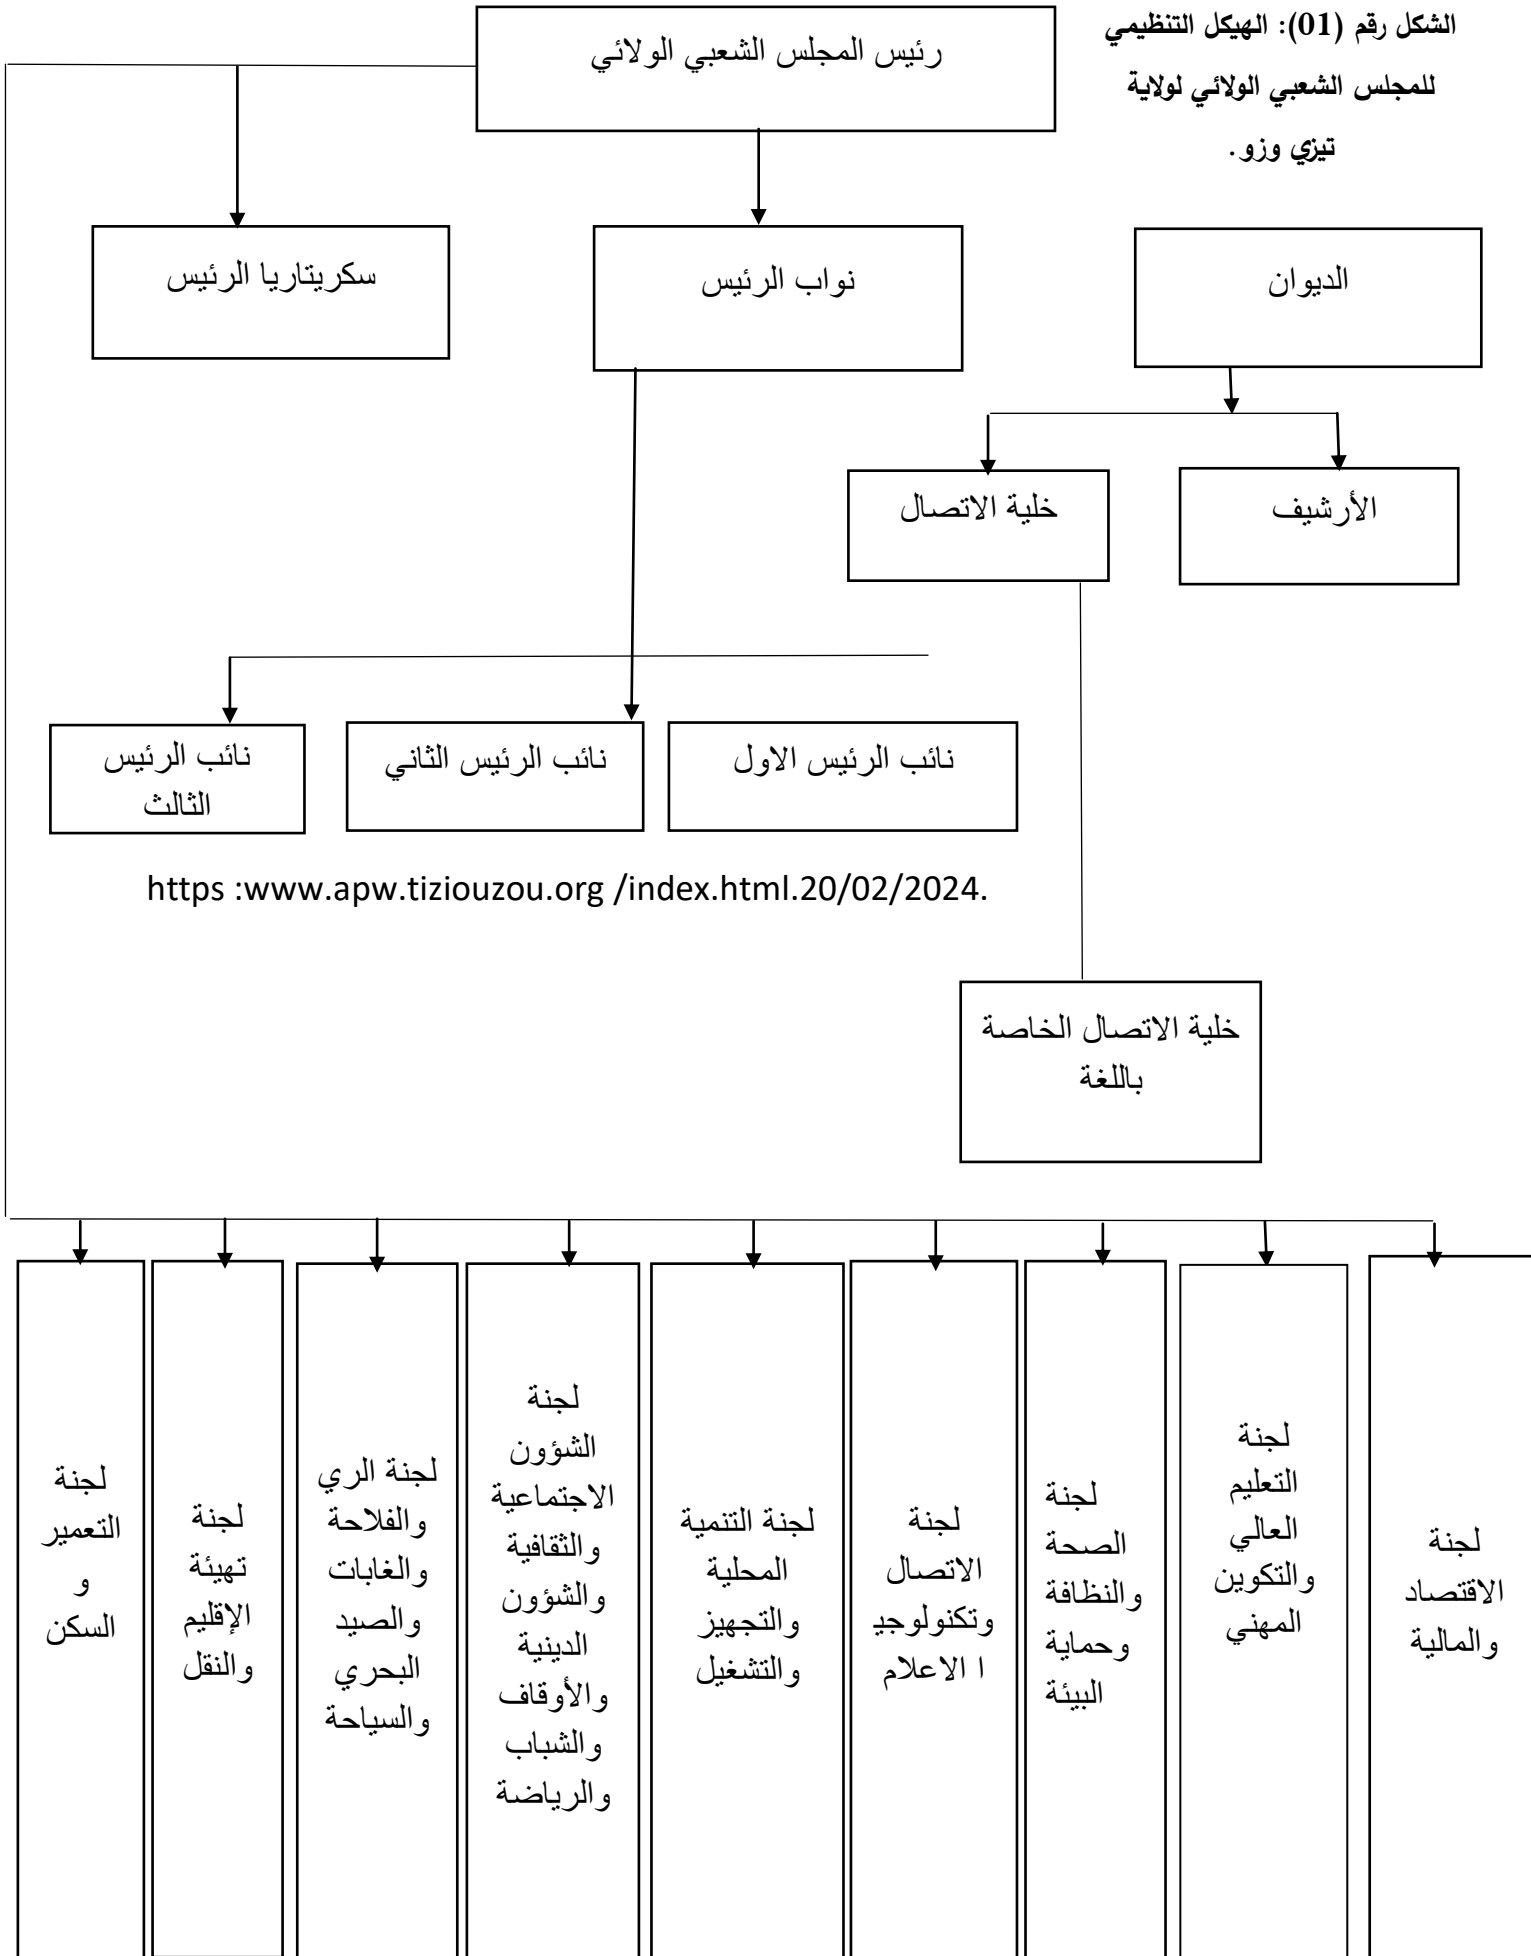 الشكل رقم (01): الهيكل التنظيمي
للمجلس الشعبي الولائي لولاية
تيزي وزو.
رئيس المجلس الشعبي الولائي
الديوان
نواب الرئيس
سكريتاريا الرئيس
الأرشيف
خلية الاتصال
نائب الرئيس الاول
نائب الرئيس الثاني
نائب الرئيس
الثالث
https :www.apw.tiziouzou.org /index.html.20/02/2024.
خلية الاتصال الخاصة
باللغة
لجنة
الاقتصاد
والمالية
لجنة
التعليم
العالي
والتكوين
المهني
لجنة
الصحة
والنظافة
وحماية
البيئة
لجنة
الاتصال
وتكنولوجي
ا الاعلام
لجنة التنمية
المحلية
والتجهيز
والتشغيل
لجنة
الشؤون
الاجتماعية
والثقافية
والشؤون
الدينية
والأوقاف
والشباب
والرياضة
لجنة الري
والفلاحة
والغابات
والصيد
البحري
والسياحة
لجنة
تهيئة
الإقليم
والنقل
لجنة
التعمير
و
السكن